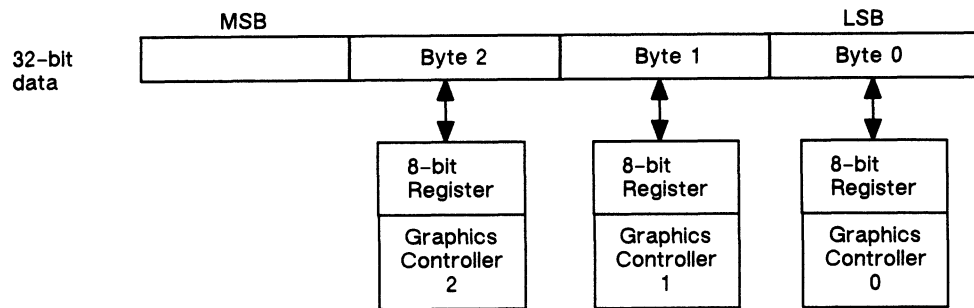 MSB
LSB
32-bit
data
Byte 2
Byte 1
Byte 0
8-bit
Register
8-bit
Register
8-bit
Register
Graphics
Controller
2
Graphics
Controller
1
Graphics
Controller
0